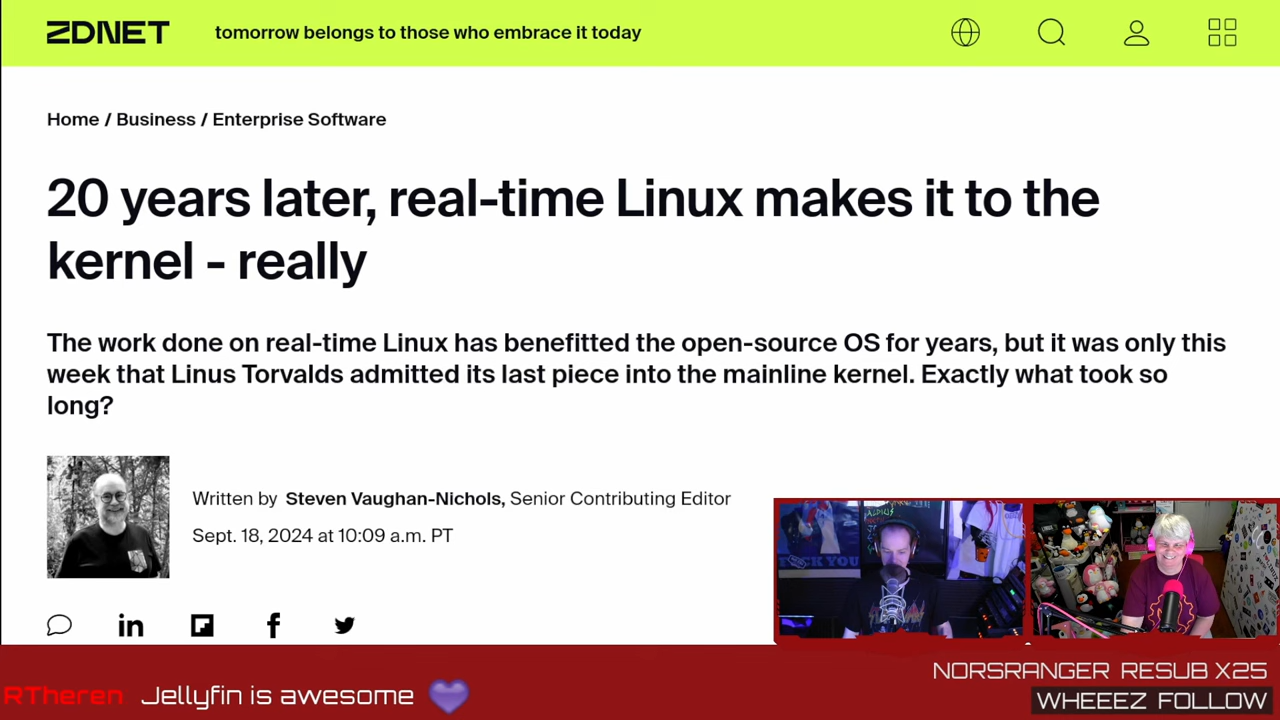 ZDNET
tomorrow belongs to those who embrace it today
Home / Business / Enterprise Software
20 years later, real-time Linux makes it to the
kernel - really
The work done on real-time Linux has benefitted the open-source OS for years, but it was only this
week that Linus Torvalds admitted its last piece into the mainline kernel. Exactly what took so
long?
Written by Steven Vaughan-Nichols, Senior Contributing Editor
Sept. 18, 2024 at 10:09 a.m. PT
NORSRANGER RESUB X25
RTheren Jellyfin is awesome 💜
WHEEEZ FOLLOW